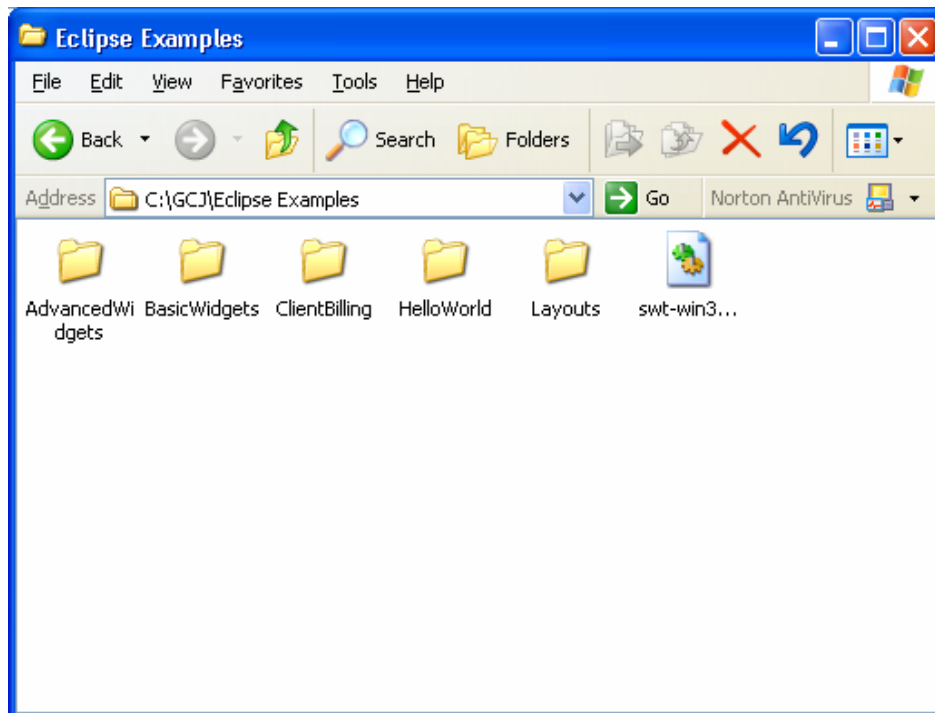 Eclipse Examples
File Edit View Favorites Tools Help
Back Search Folders
Address C:\GCJ\Eclipse Examples Go Norton AntiVirus
AdvancedWi BasicWidgets ClientBilling HelloWorld Layouts swt-win3...
dgets